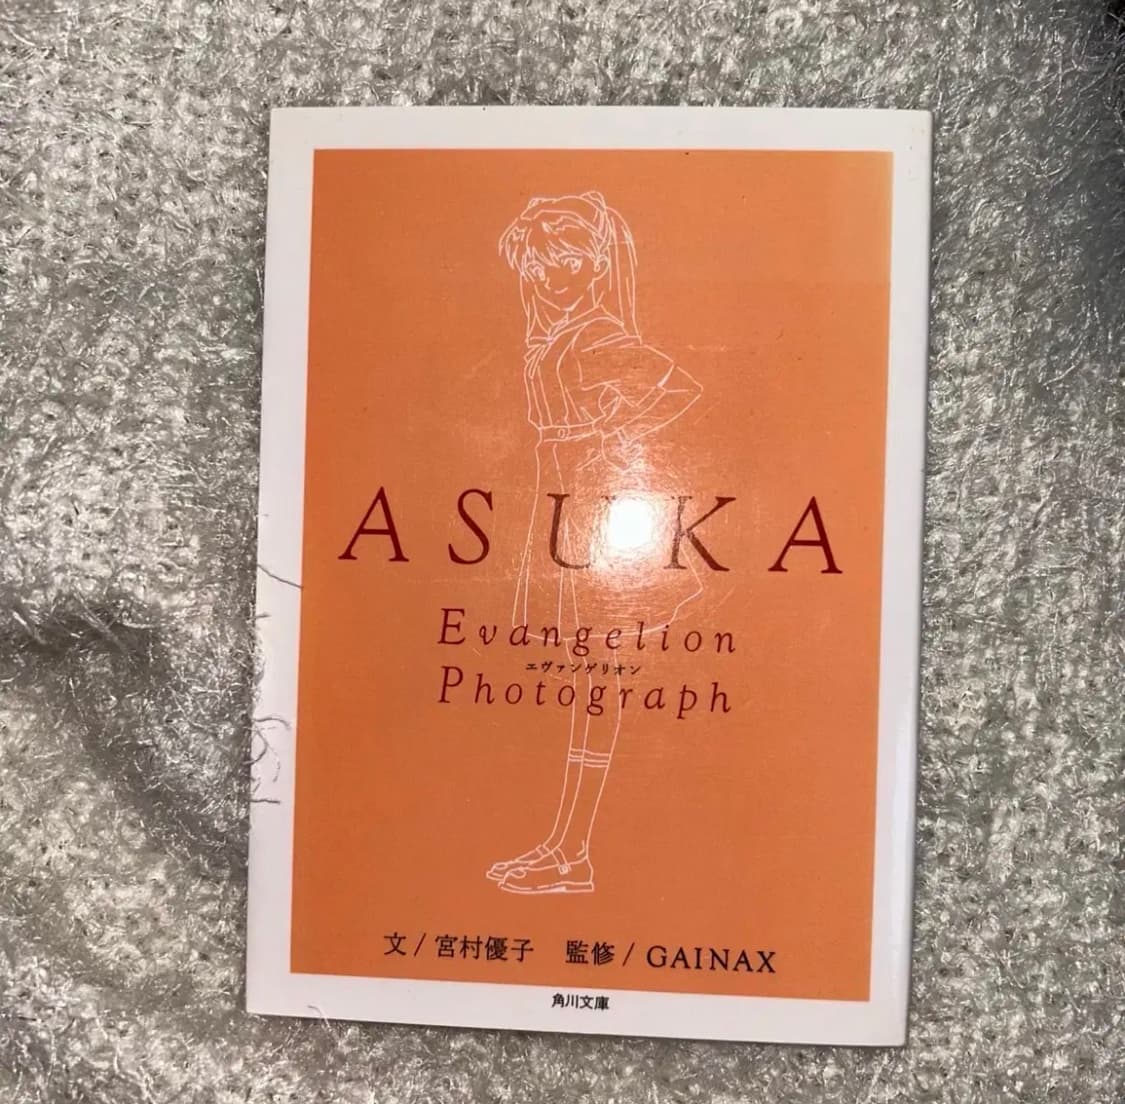 ASUKA
Evangelion
エヴァンゲリオン
Photograph
文/宮村優子 監修/GAINAX
角川文庫